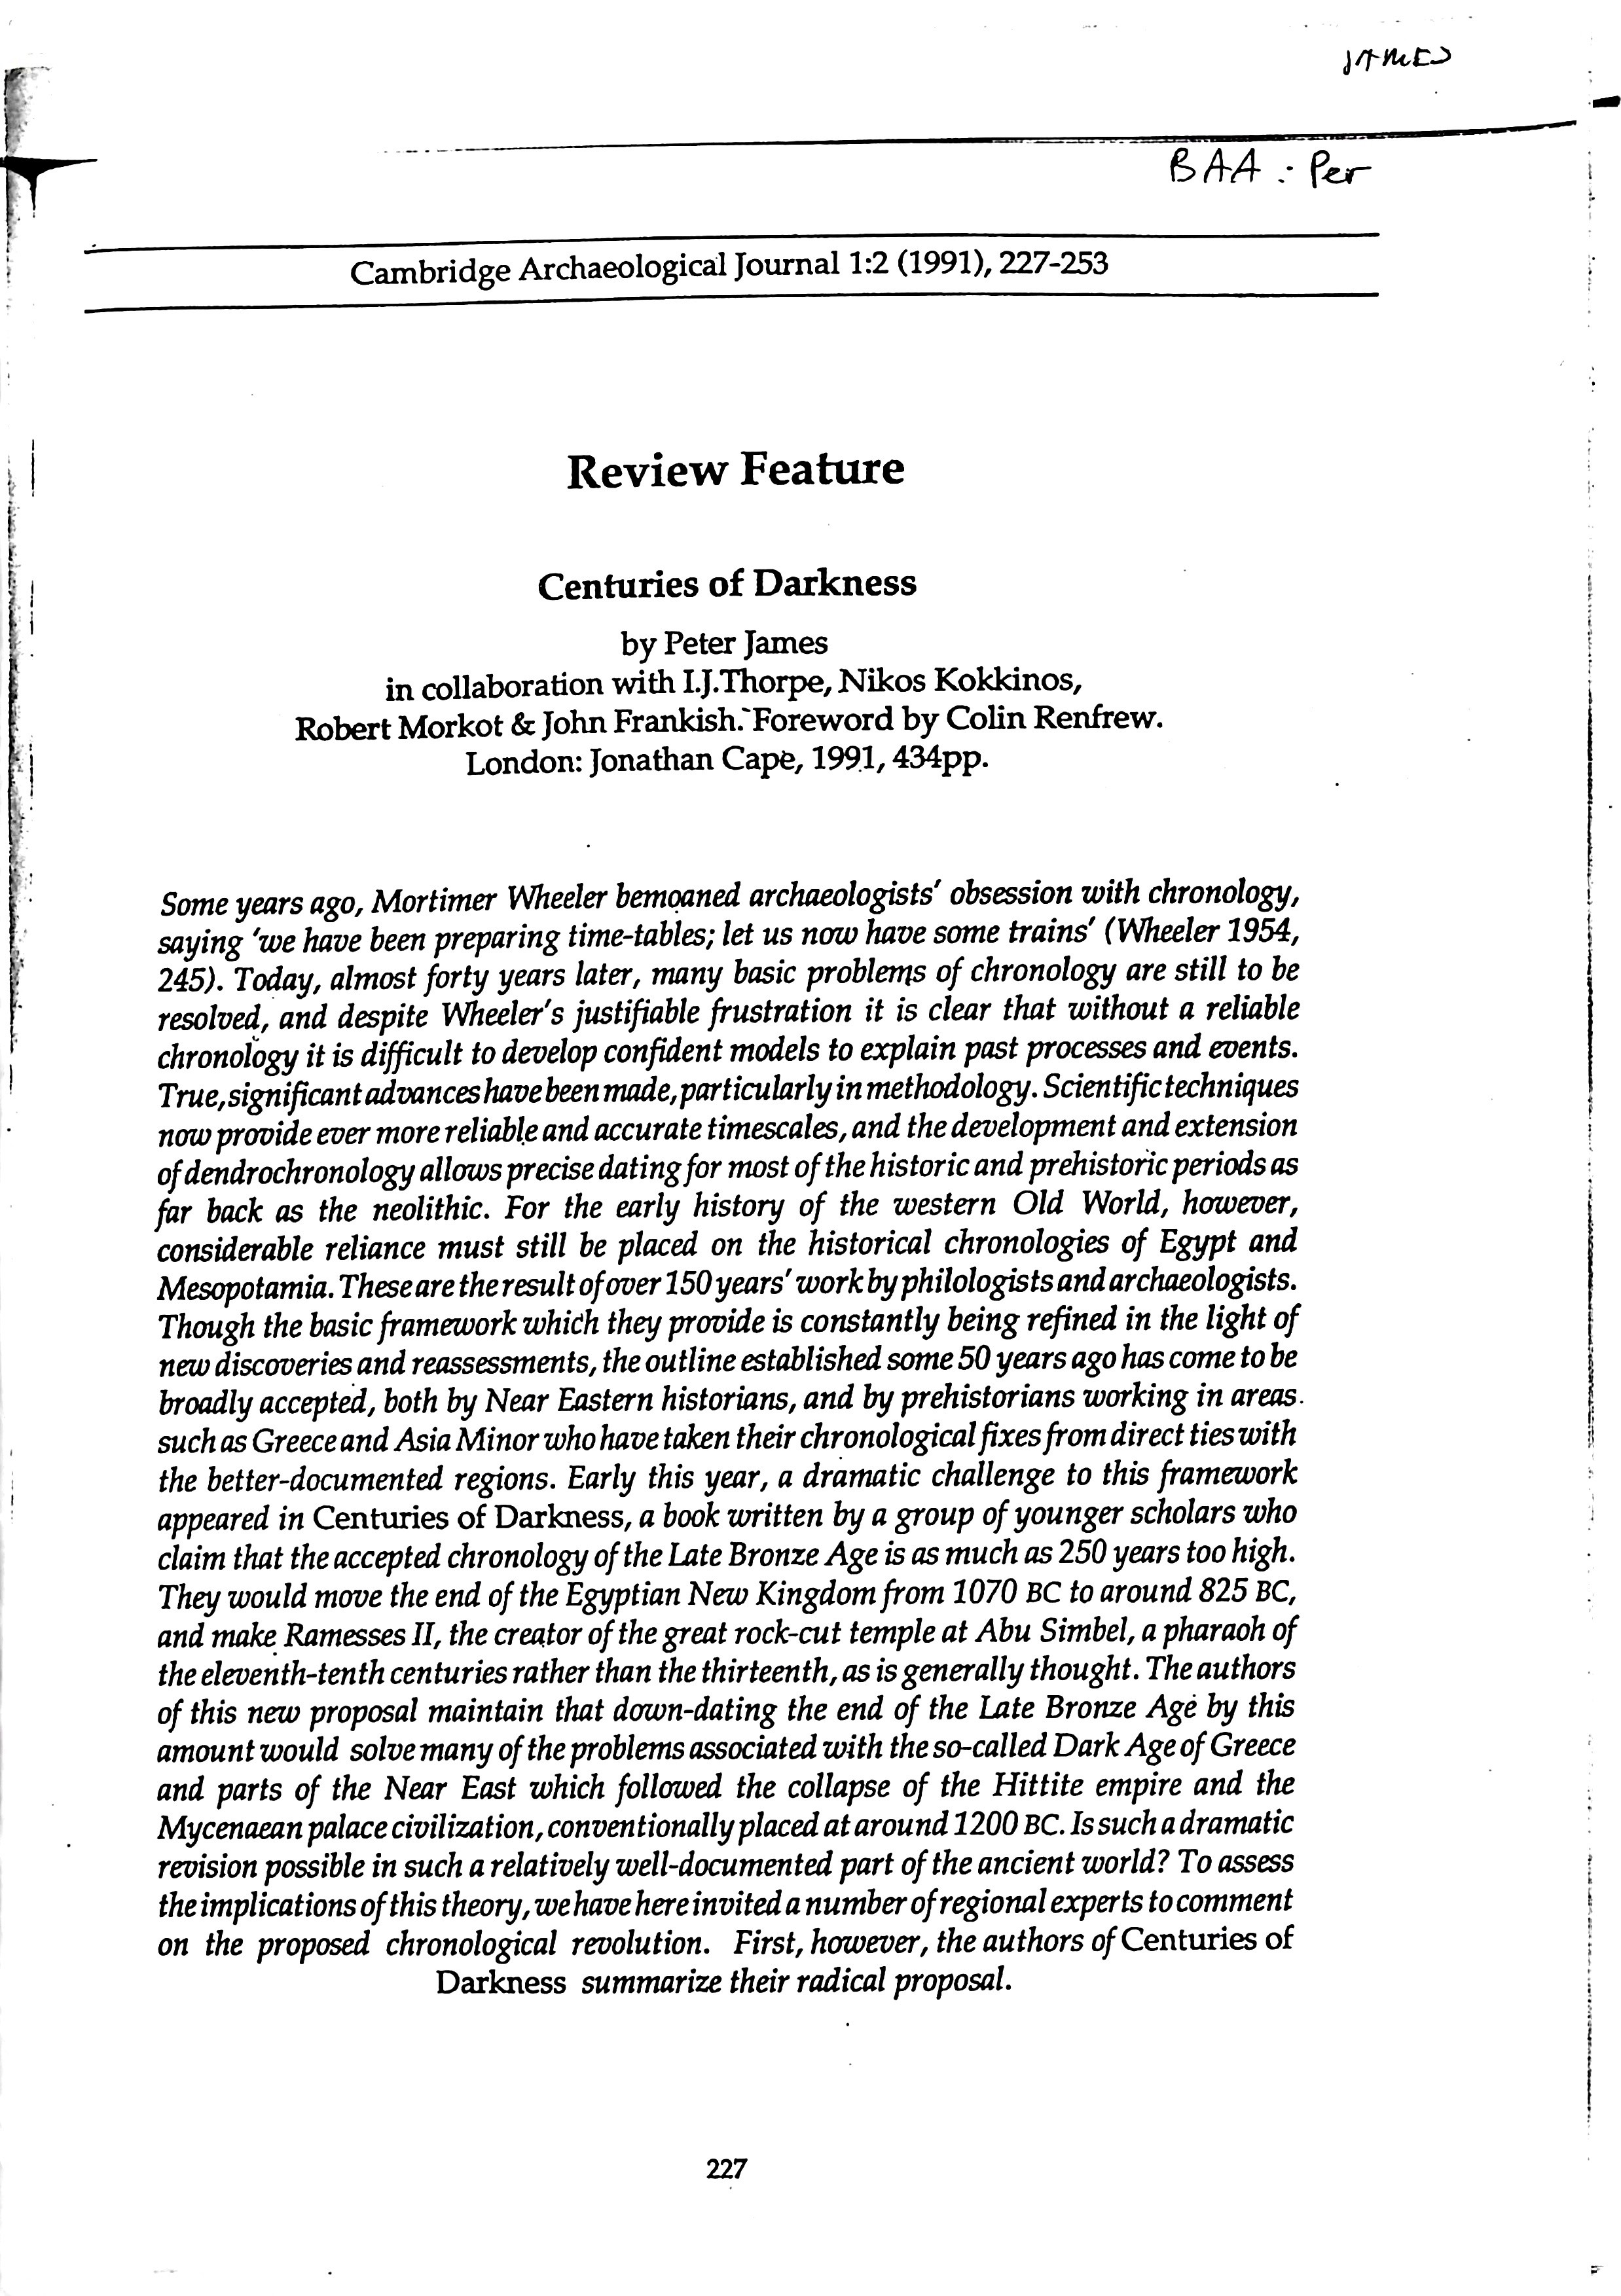 JAMES
BAA : Per
Cambridge Archaeological Journal 1:2 (1991), 227-253
Review Feature
Centuries of Darkness
by Peter James
in collaboration with I.J.Thorpe, Nikos Kokkinos,
Robert Morkot & John Frankish. Foreword by Colin Renfrew.
London: Jonathan Cape, 1991, 434pp.
Some years ago, Mortimer Wheeler bemoaned archaeologists' obsession with chronology,
saying 'we have been preparing time-tables; let us now have some trains' (Wheeler 1954,
245). Today, almost forty years later, many basic problems of chronology are still to be
resolved, and despite Wheeler's justifiable frustration it is clear that without a reliable
chronology it is difficult to develop confident models to explain past processes and events.
True, significant advances have been made, particularly in methodology. Scientific techniques
now provide ever more reliable and accurate timescales, and the development and extension
of dendrochronology allows precise dating for most of the historic and prehistoric periods as
far back as the neolithic. For the early history of the western Old World, however,
considerable reliance must still be placed on the historical chronologies of Egypt and
Mesopotamia. These are the result of over 150 years' work by philologists and archaeologists.
Though the basic framework which they provide is constantly being refined in the light of
new discoveries and reassessments, the outline established some 50 years ago has come to be
broadly accepted, both by Near Eastern historians, and by prehistorians working in areas
such as Greece and Asia Minor who have taken their chronological fixes from direct ties with
the better-documented regions. Early this year, a dramatic challenge to this framework
appeared in Centuries of Darkness, a book written by a group of younger scholars who
claim that the accepted chronology of the Late Bronze Age is as much as 250 years too high.
They would move the end of the Egyptian New Kingdom from 1070 BC to around 825 BC,
and make Ramesses II, the creator of the great rock-cut temple at Abu Simbel, a pharaoh of
the eleventh-tenth centuries rather than the thirteenth, as is generally thought. The authors
of this new proposal maintain that down-dating the end of the Late Bronze Age by this
amount would solve many of the problems associated with the so-called Dark Age of Greece
and parts of the Near East which followed the collapse of the Hittite empire and the
Mycenaean palace civilization, conventionally placed at around 1200 BC. Is such a dramatic
revision possible in such a relatively well-documented part of the ancient world? To assess
the implications of this theory, we have here invited a number of regional experts to comment
on the proposed chronological revolution. First, however, the authors of Centuries of
Darkness summarize their radical proposal.
227